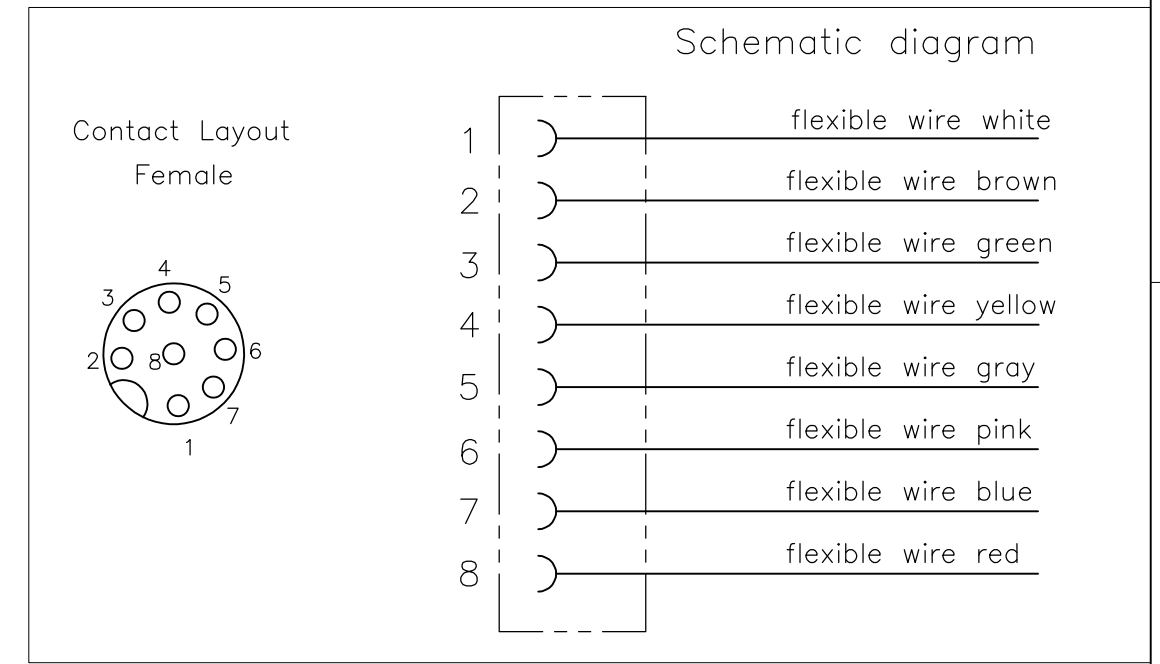 Schematic diagram
Contact Layout
Female
4
3
5
2
8
6
7
1
1 flexible wire white
2 flexible wire brown
3 flexible wire green
4 flexible wire yellow
5 flexible wire gray
6 flexible wire pink
7 flexible wire blue
8 flexible wire red